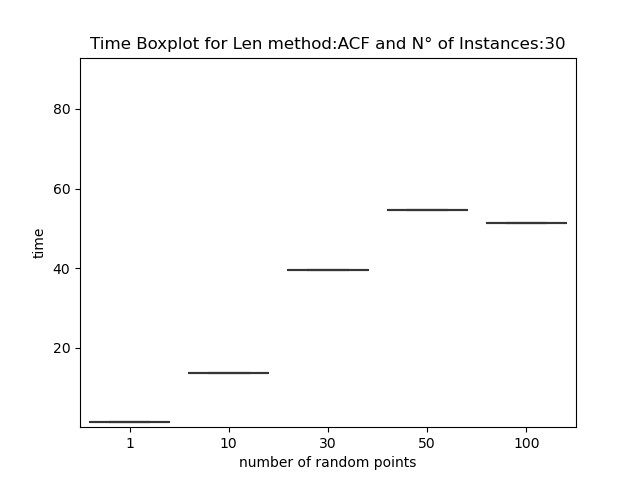 Time Boxplot for Len method:ACF and N° of Instances:30
80
60
40
20
time
1 10 30 50 100
number of random points